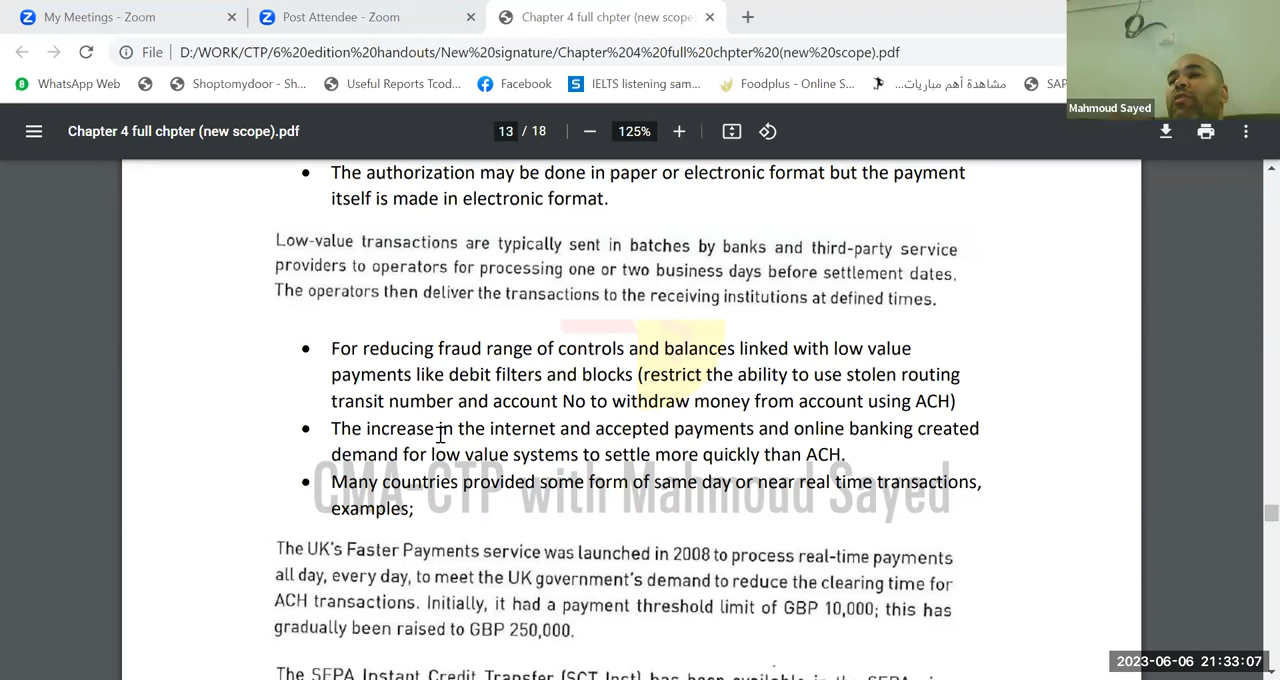 My Meetings - Zoom
Post Attendee - Zoom
Chapter 4 full chpter (new scope
File
D:/WORK/CTP/6%20edition%20handouts/New%20signature/Chapter%204%20full%20chpter%20(new%20scope).pdf
WhatsApp Web
Shoptomydoor - Sh...
Useful Reports Tcod...
Facebook
IELTS listening sam...
Foodplus - Online S...
مشاهدة أهم مباريات...
SAP
Mahmoud Sayed
Chapter 4 full chpter (new scope).pdf
13 / 18
125%
• The authorization may be done in paper or electronic format but the payment
itself is made in electronic format.
Low-value transactions are typically sent in batches by banks and third-party service
providers to operators for processing one or two business days before settlement dates.
The operators then deliver the transactions to the receiving institutions at defined times.
• For reducing fraud range of controls and balances linked with low value
payments like debit filters and blocks (restrict the ability to use stolen routing
transit number and account No to withdraw money from account using ACH)
• The increase in the internet and accepted payments and online banking created
demand for low value systems to settle more quickly than ACH.
CMA-CTP with Mahmoud Sayed
• Many countries provided some form of same day or near real time transactions,
examples;
The UK's Faster Payments service was launched in 2008 to process real-time payments
all day, every day, to meet the UK government's demand to reduce the clearing time for
ACH transactions. Initially, it had a payment threshold limit of GBP 10,000; this has
gradually been raised to GBP 250,000.
The SEPA Instant Credit Transfer (SCT Inst) has been available in the SEPA
2023-06-06 21:33:07